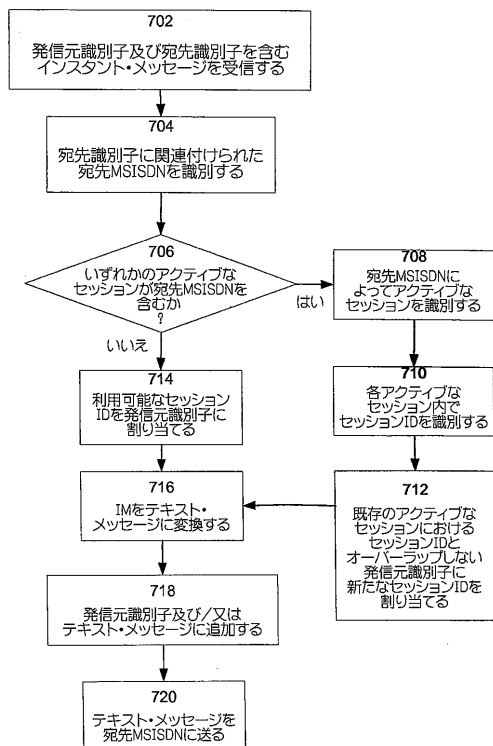 702
発信元識別子及び宛先識別子を含む
インスタント・メッセージを受信する
704
宛先識別子に関連付けられた
宛先MSISDNを識別する
706
いずれかのアクティブな
セッションが宛先MSISDNを
含むか
?
はい
いいえ
708
宛先MSISDNに
よってアクティブな
セッションを識別する
710
各アクティブな
セッション内で
セッションIDを識別する
712
既存のアクティブな
セッションにおける
セッションIDと
オーバーラップしない
発信元識別子に
新たなセッションIDを
割り当てる
714
利用可能なセッション
IDを発信元識別子に
割り当てる
716
IMをテキスト・
メッセージに変換する
718
発信元識別子及び/又は
テキスト・メッセージに追加する
720
テキスト・メッセージを
宛先MSISDNに送る